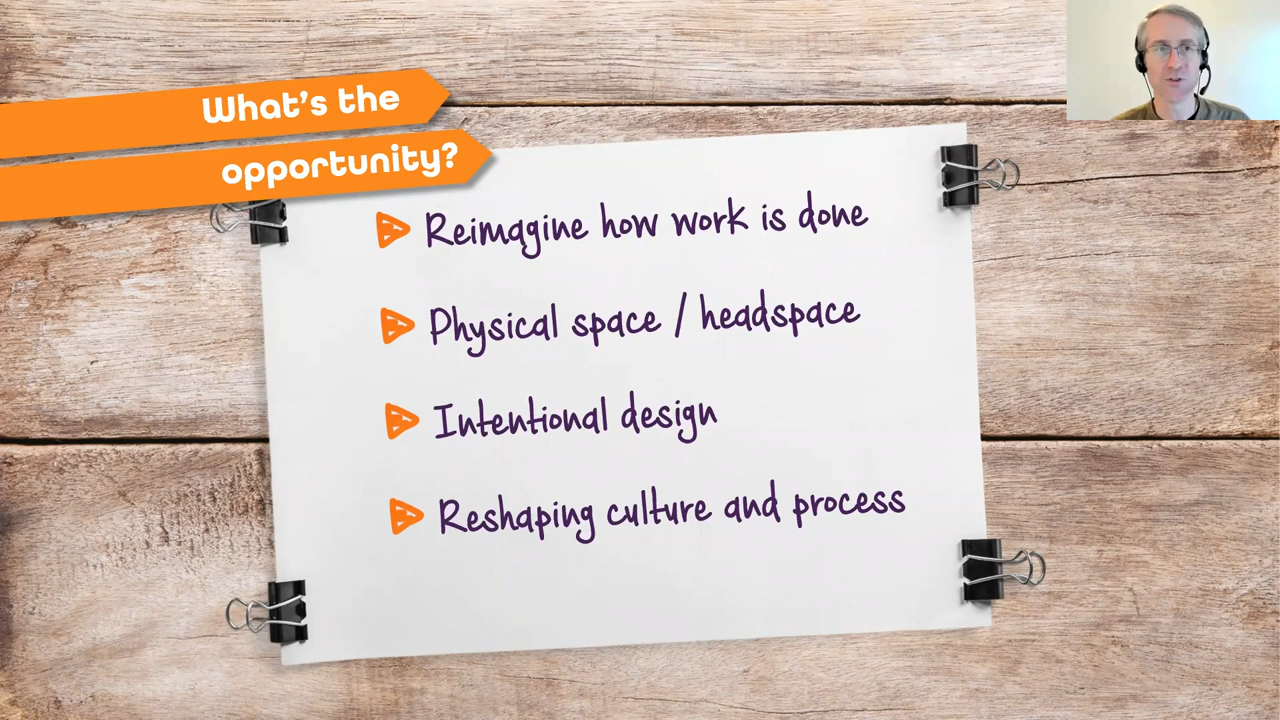 What's the
opportunity?
Reimagine how work is done
Physical space / headspace
Intentional design
Reshaping culture and process